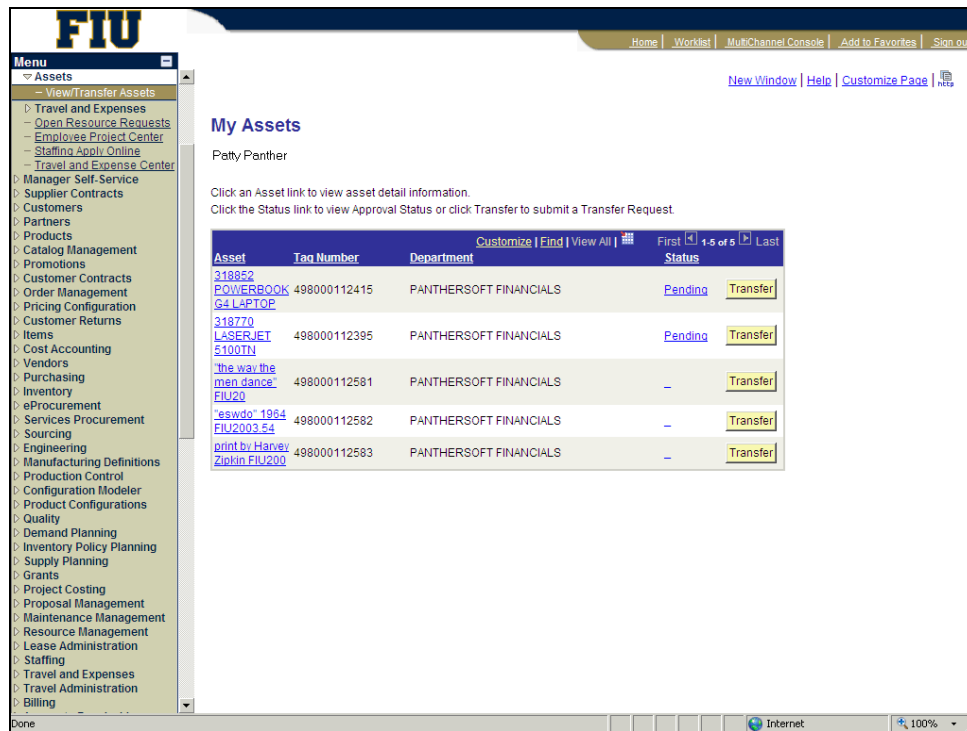 FIU
Home | Worklist | MultiChannel Console | Add to Favorites | Sign ou
Menu
Assets
– View/Transfer Assets
Travel and Expenses
– Open Resource Requests
– Employee Project Center
– Staffing Apply Online
– Travel and Expense Center
Manager Self-Service
Supplier Contracts
Customers
Partners
Products
Catalog Management
Promotions
Customer Contracts
Order Management
Pricing Configuration
Customer Returns
Items
Cost Accounting
Vendors
Purchasing
Inventory
eProcurement
Services Procurement
Sourcing
Engineering
Manufacturing Definitions
Production Control
Configuration Modeler
Product Configurations
Quality
Demand Planning
Inventory Policy Planning
Supply Planning
Grants
Project Costing
Proposal Management
Maintenance Management
Resource Management
Lease Administration
Staffing
Travel and Expenses
Travel Administration
Billing
New Window | Help | Customize Page | http
My Assets
Patty Panther
Click an Asset link to view asset detail information.
Click the Status link to view Approval Status or click Transfer to submit a Transfer Request.
Customize | Find | View All | First 1-5 of 5 Last
Asset Tag Number Department Status
318852
POWERBOOK 498000112415 PANTHERSOFT FINANCIALS Pending Transfer
G4 LAPTOP
318770
LASERJET 498000112395 PANTHERSOFT FINANCIALS Pending Transfer
5100TN
"the way the
men dance" 498000112581 PANTHERSOFT FINANCIALS Transfer
FIU20
"eswdo" 1964 498000112582 PANTHERSOFT FINANCIALS Transfer
FIU2003.54
print by Harvey 498000112583 PANTHERSOFT FINANCIALS Transfer
Zipkin FIU200
Done Internet 100%